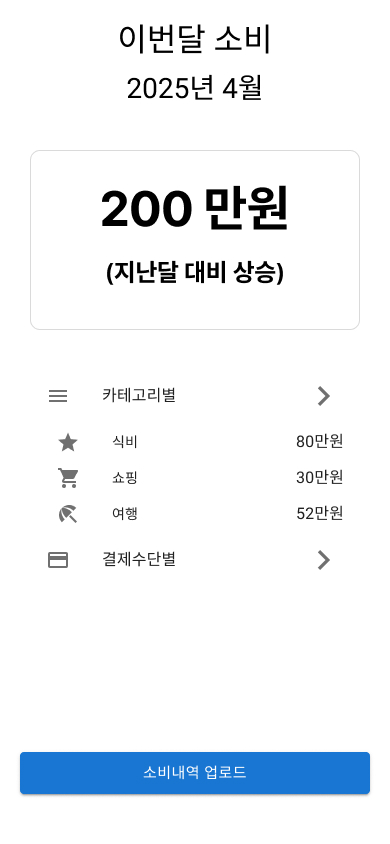 이번달 소비
2025년 4월
200 만원
(지난달 대비 상승)
카테고리별
식비 80만원
쇼핑 30만원
여행 52만원
결제수단별
소비내역 업로드